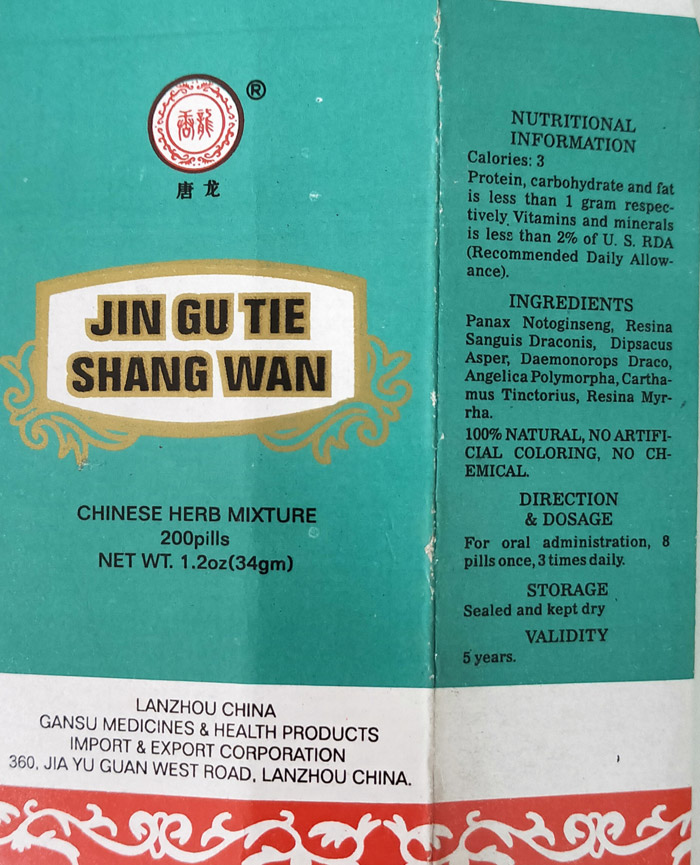 ®
唐龙
JIN GU TIE
SHANG WAN
CHINESE HERB MIXTURE
200pills
NET WT. 1.2oz(34gm)
LANZHOU CHINA
GANSU MEDICINES & HEALTH PRODUCTS
IMPORT & EXPORT CORPORATION
360, JIA YU GUAN WEST ROAD, LANZHOU CHINA.
NUTRITIONAL
INFORMATION
Calories: 3
Protein, carbohydrate and fat
is less than 1 gram respec-
tively. Vitamins and minerals
is less than 2% of U. S. RDA
(Recommended Daily Allow-
ance).
INGREDIENTS
Panax Notoginseng, Resina
Sanguis Draconis, Dipsacus
Asper, Daemonorops Draco,
Angelica Polymorpha, Cartha-
mus Tinctorius, Resina Myr-
rha.
100% NATURAL, NO ARTIFI-
CIAL COLORING, NO CH-
EMICAL.
DIRECTION
& DOSAGE
For oral administration, 8
pills once, 3 times daily.
STORAGE
Sealed and kept dry
VALIDITY
5 years.